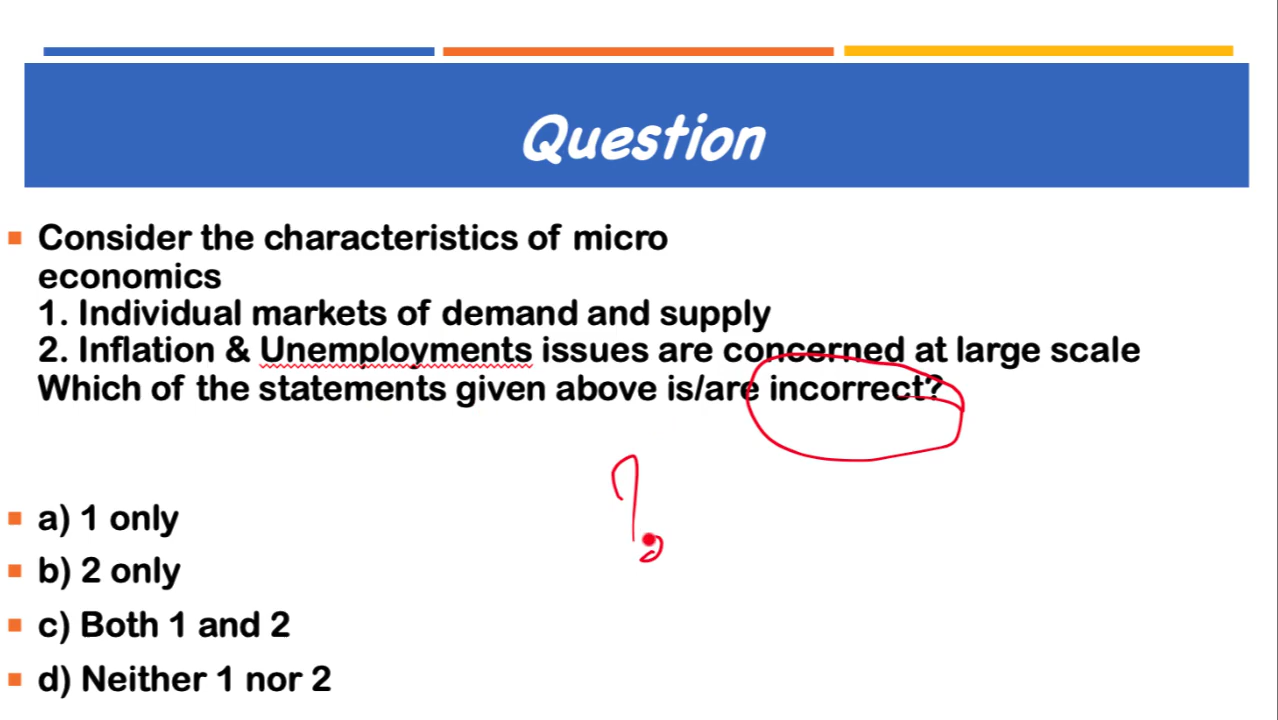 Question
Consider the characteristics of micro
economics
1. Individual markets of demand and supply
2. Inflation & Unemployments issues are concerned at large scale
Which of the statements given above is/are incorrect?
a) 1 only
b) 2 only
c) Both 1 and 2
d) Neither 1 nor 2